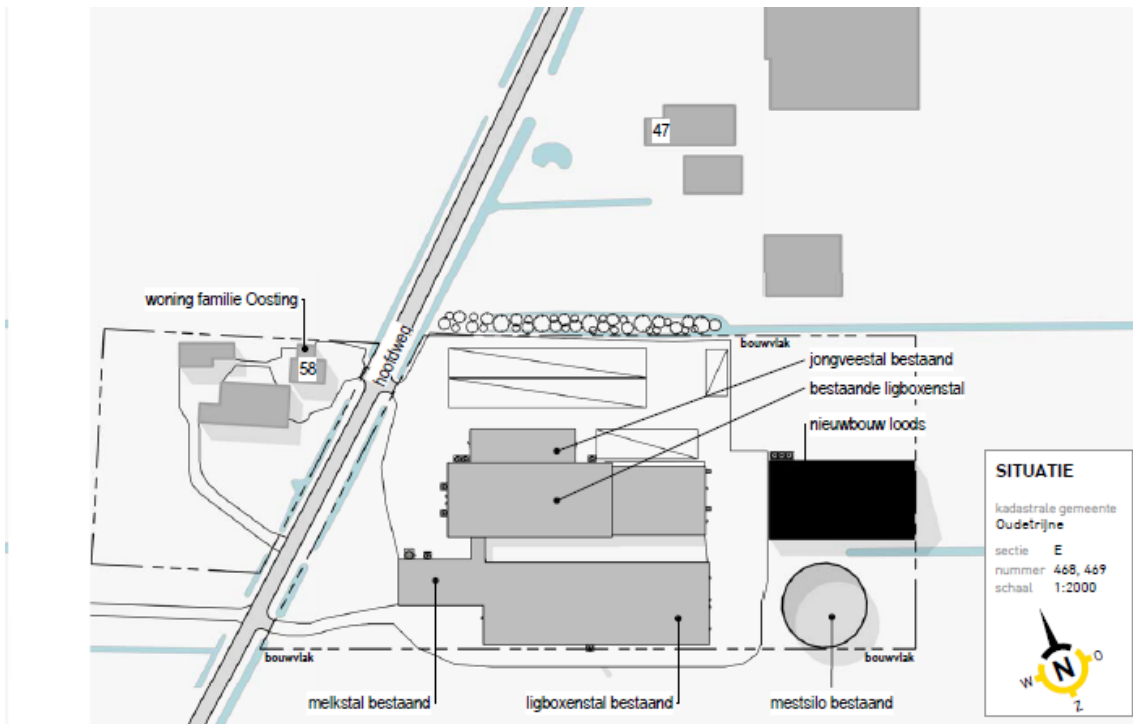 47
woning familie Oosting
58
hoofdweg
bouwvlak
jongveestal bestaand
bestaande ligboxenstal
nieuwbouw loods
SITUATIE
kadastrale gemeente
Oudetrijne
sectie E
nummer 468, 469
schaal 1:2000
N
O
W
Z
bouwvlak
bouwvlak
melkstal bestaand
ligboxenstal bestaand
mestsilo bestaand